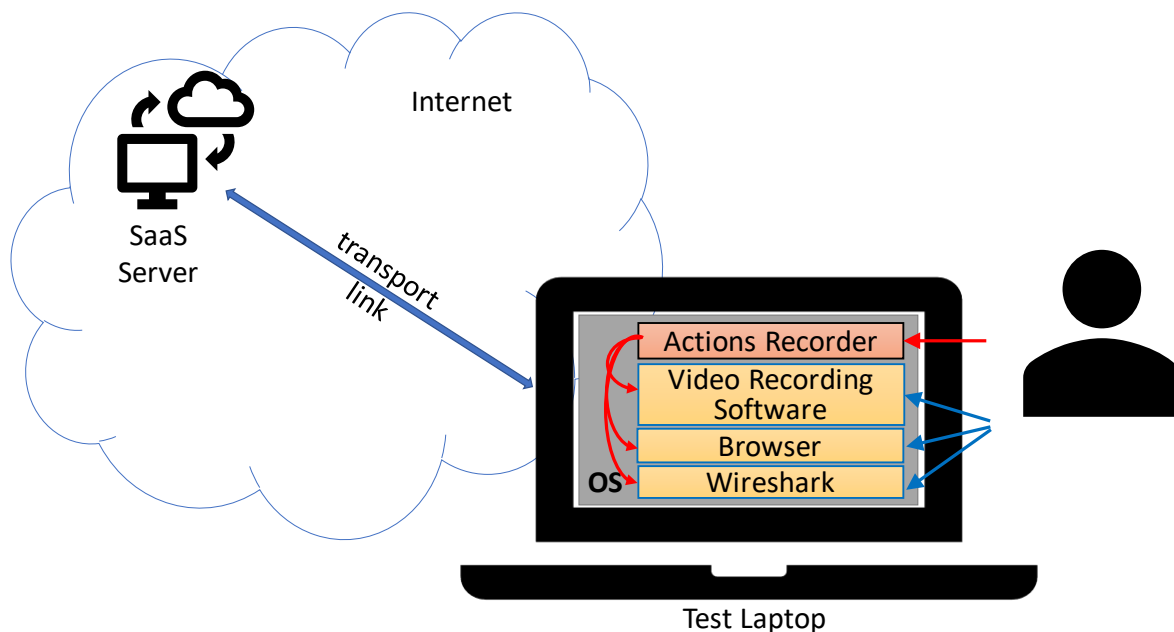 Internet
SaaS
Server
transport
link
Actions Recorder
Video Recording
Software
Browser
OS
Wireshark
Test Laptop